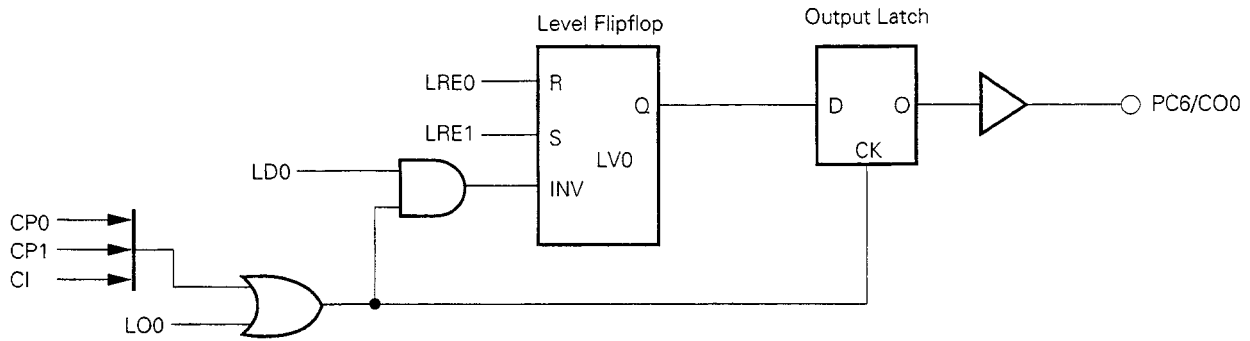 Level Flipflop
Output Latch
LRE0
R
Q
D
O
PC6/CO0
LRE1
S
LV0
CK
LD0
INV
CP0
CP1
CI
LO0